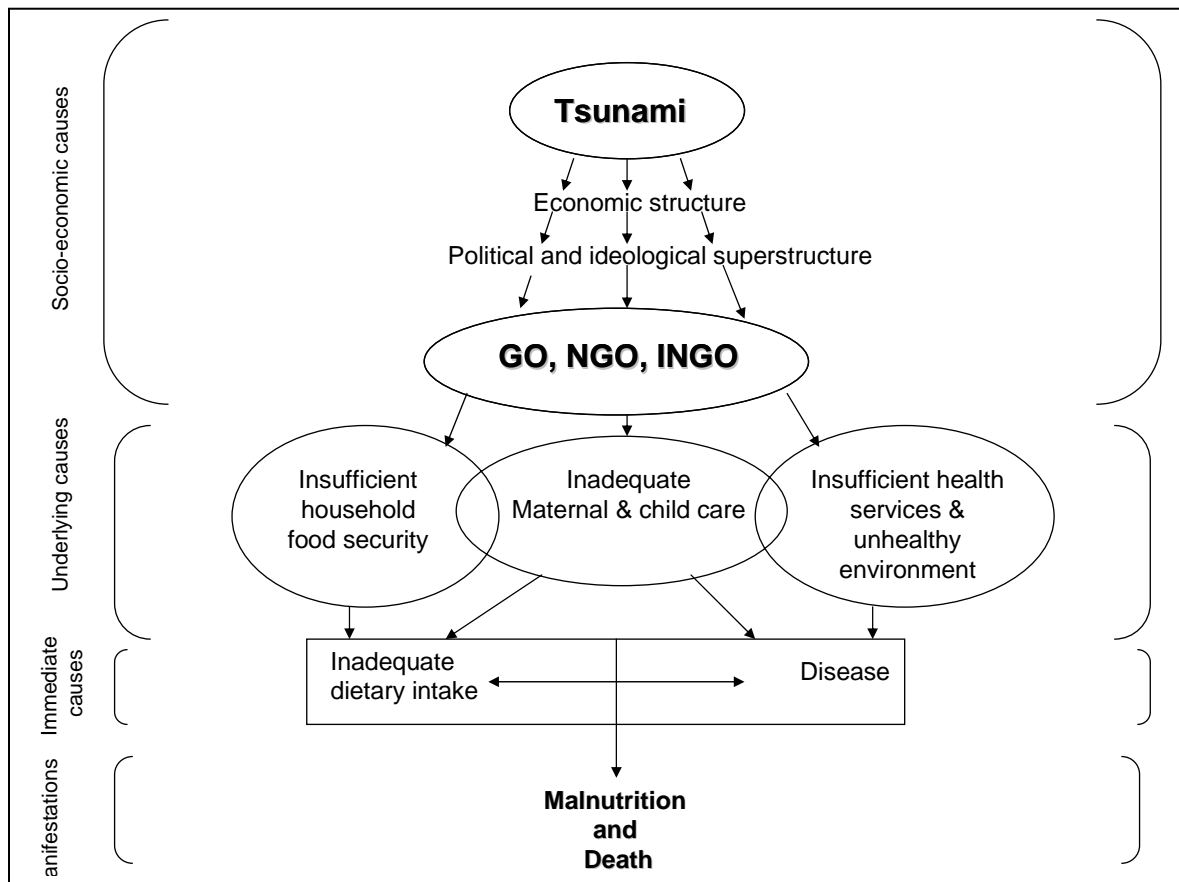 Socio-economic causes
Tsunami
Economic structure
Political and ideological superstructure
GO, NGO, INGO
Underlying causes
Insufficient
household
food security
Inadequate
Maternal & child care
Insufficient health
services &
unhealthy
environment
Immediate
causes
Inadequate
dietary intake
Disease
anifestations
Malnutrition
and
Death